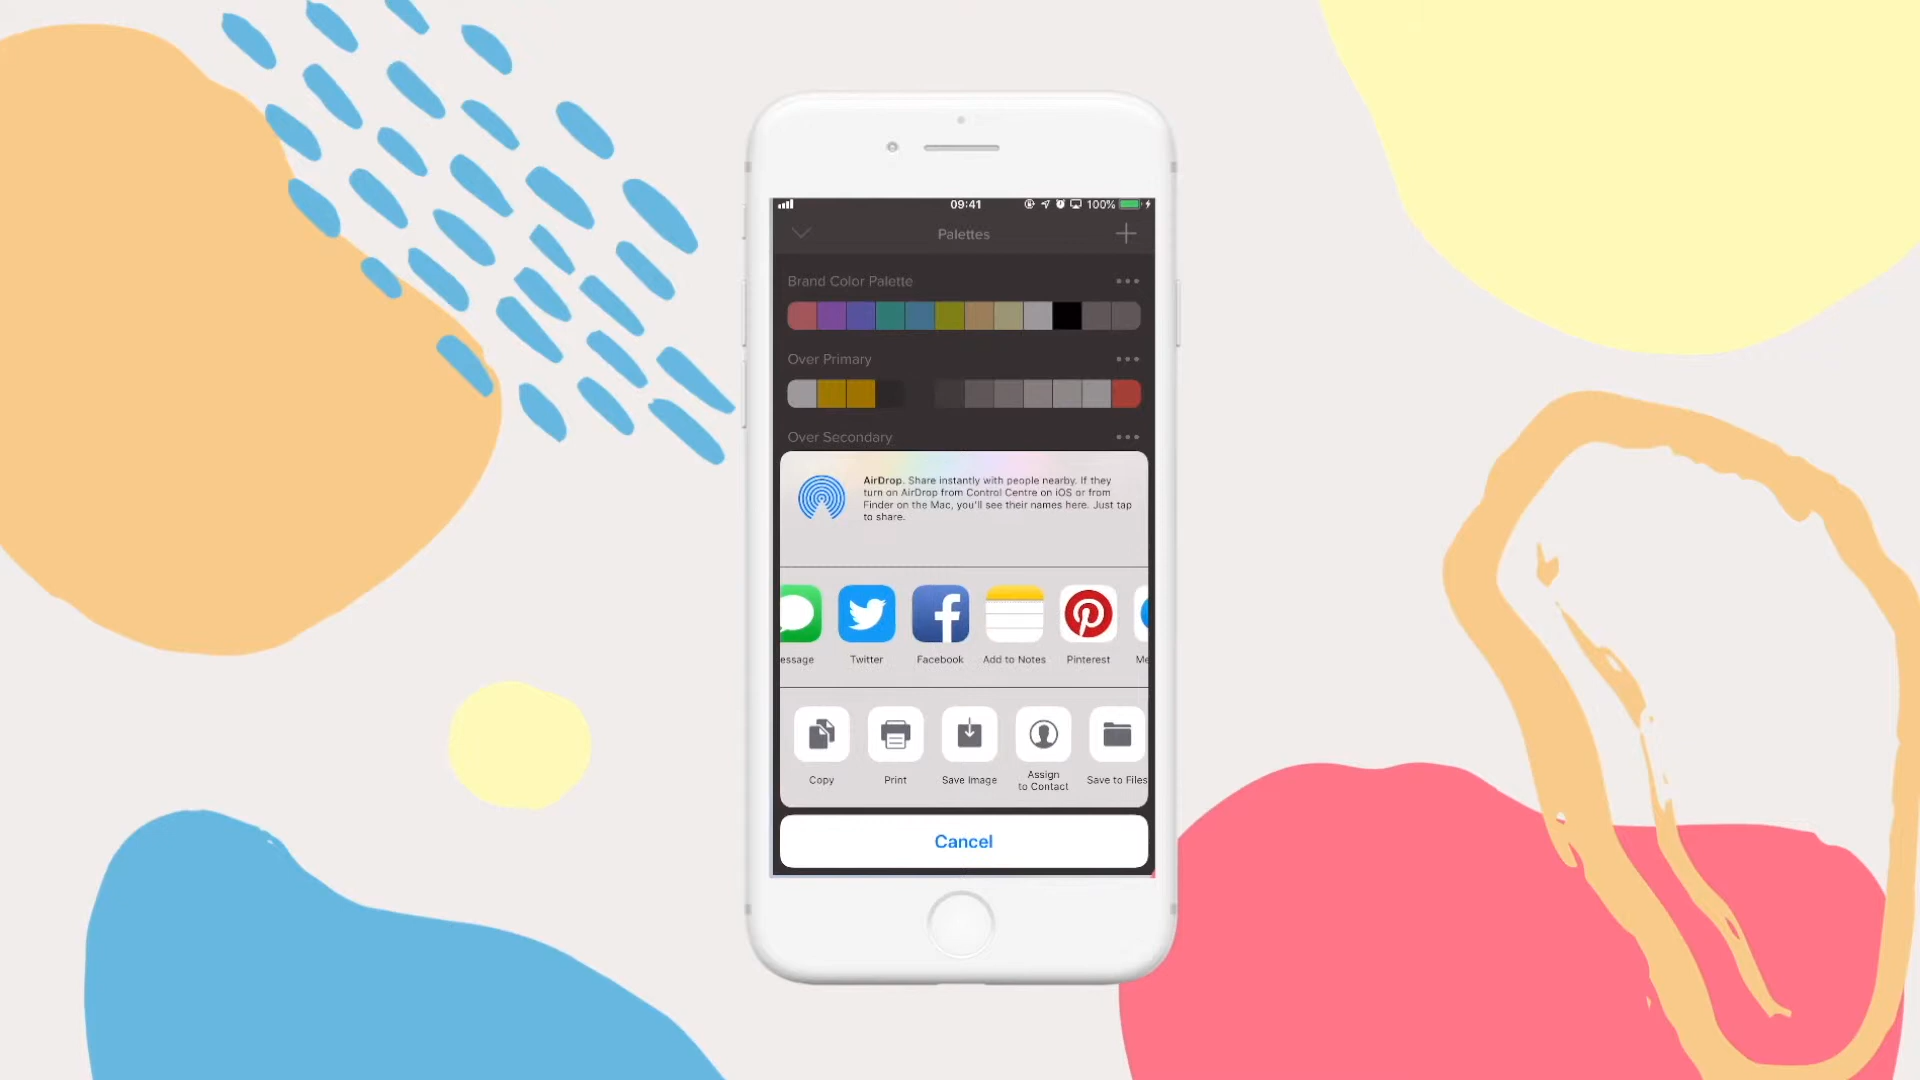 09:41
100%
Palettes
Brand Color Palette
Over Primary
Over Secondary
AirDrop. Share instantly with people nearby. If they
turn on AirDrop from Control Centre on iOS or from
Finder on the Mac, you'll see their names here. Just tap
to share.
essage
Twitter
Facebook
Add to Notes
Pinterest
Me
Copy
Print
Save Image
Assign
to Contact
Save to Files
Cancel